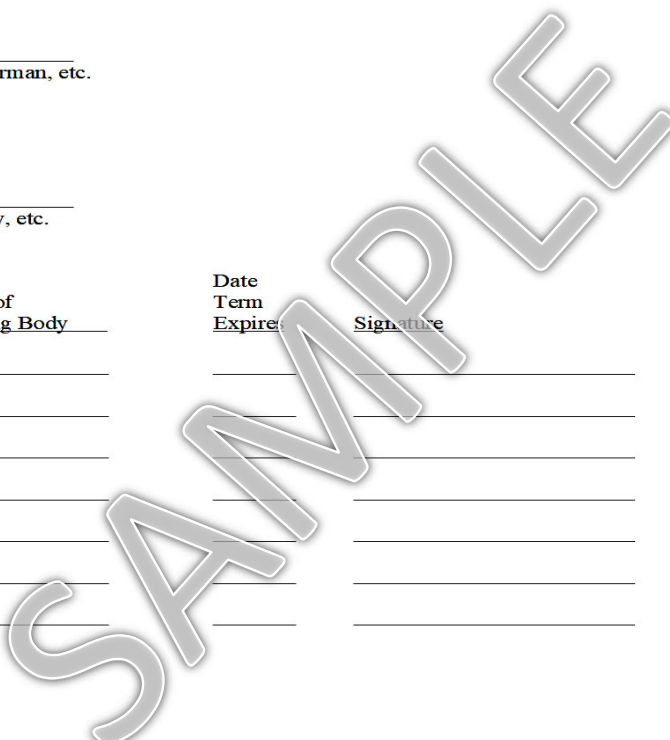 rman, etc.
y, etc.
Date
of Term
g Body Expires Signature
SAMPLE